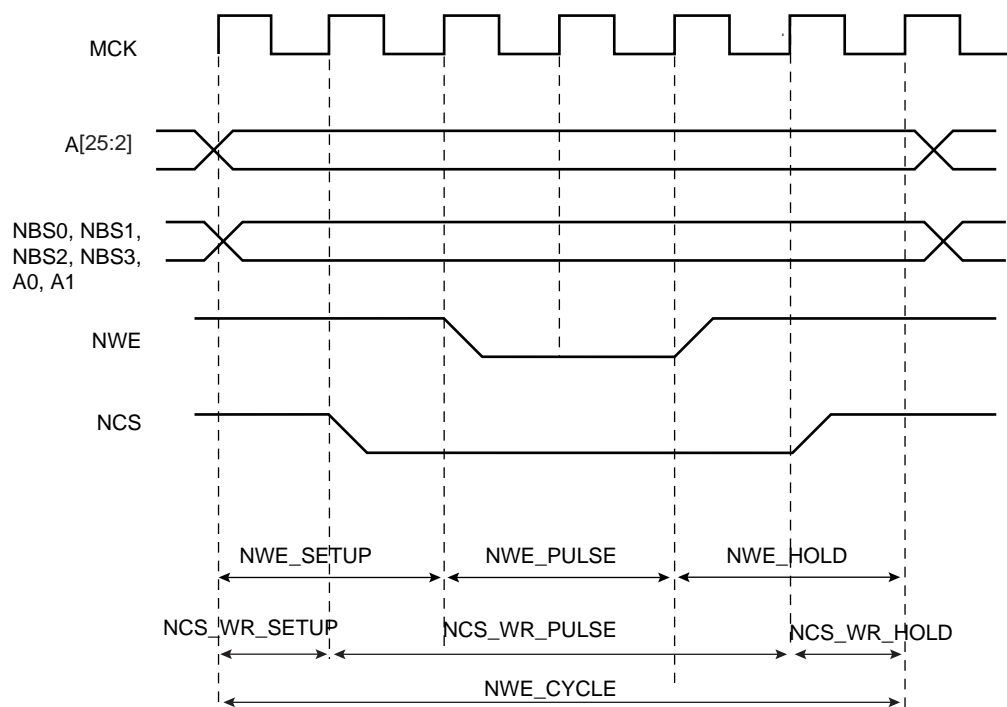 MCK
A[25:2]
NBS0, NBS1,
NBS2, NBS3,
A0, A1
NWE
NCS
NWE_SETUP NWE_PULSE NWE_HOLD
NCS_WR_SETUP NCS_WR_PULSE NCS_WR_HOLD
NWE_CYCLE